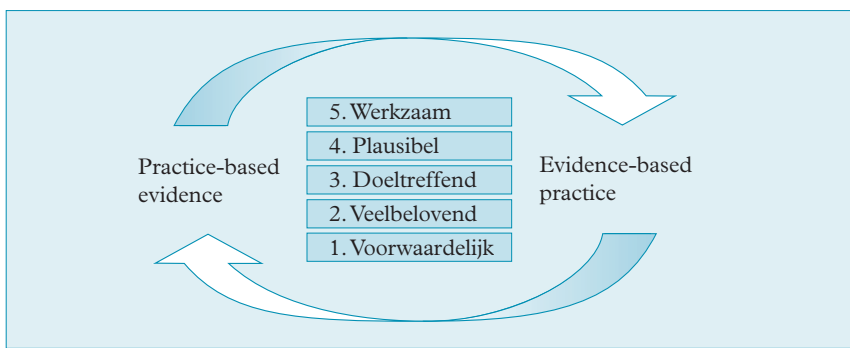 5. Werkzaam
4. Plausibel
3. Doeltreffend
2. Veelbelovend
1. Voorwaardelijk
Practice-based
evidence
Evidence-based
practice